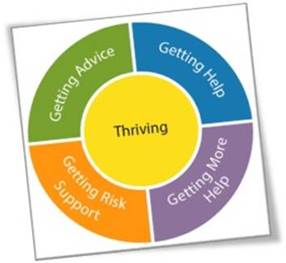 Getting Advice
Getting Help
Thriving
Getting Risk
Support
Getting More
Help